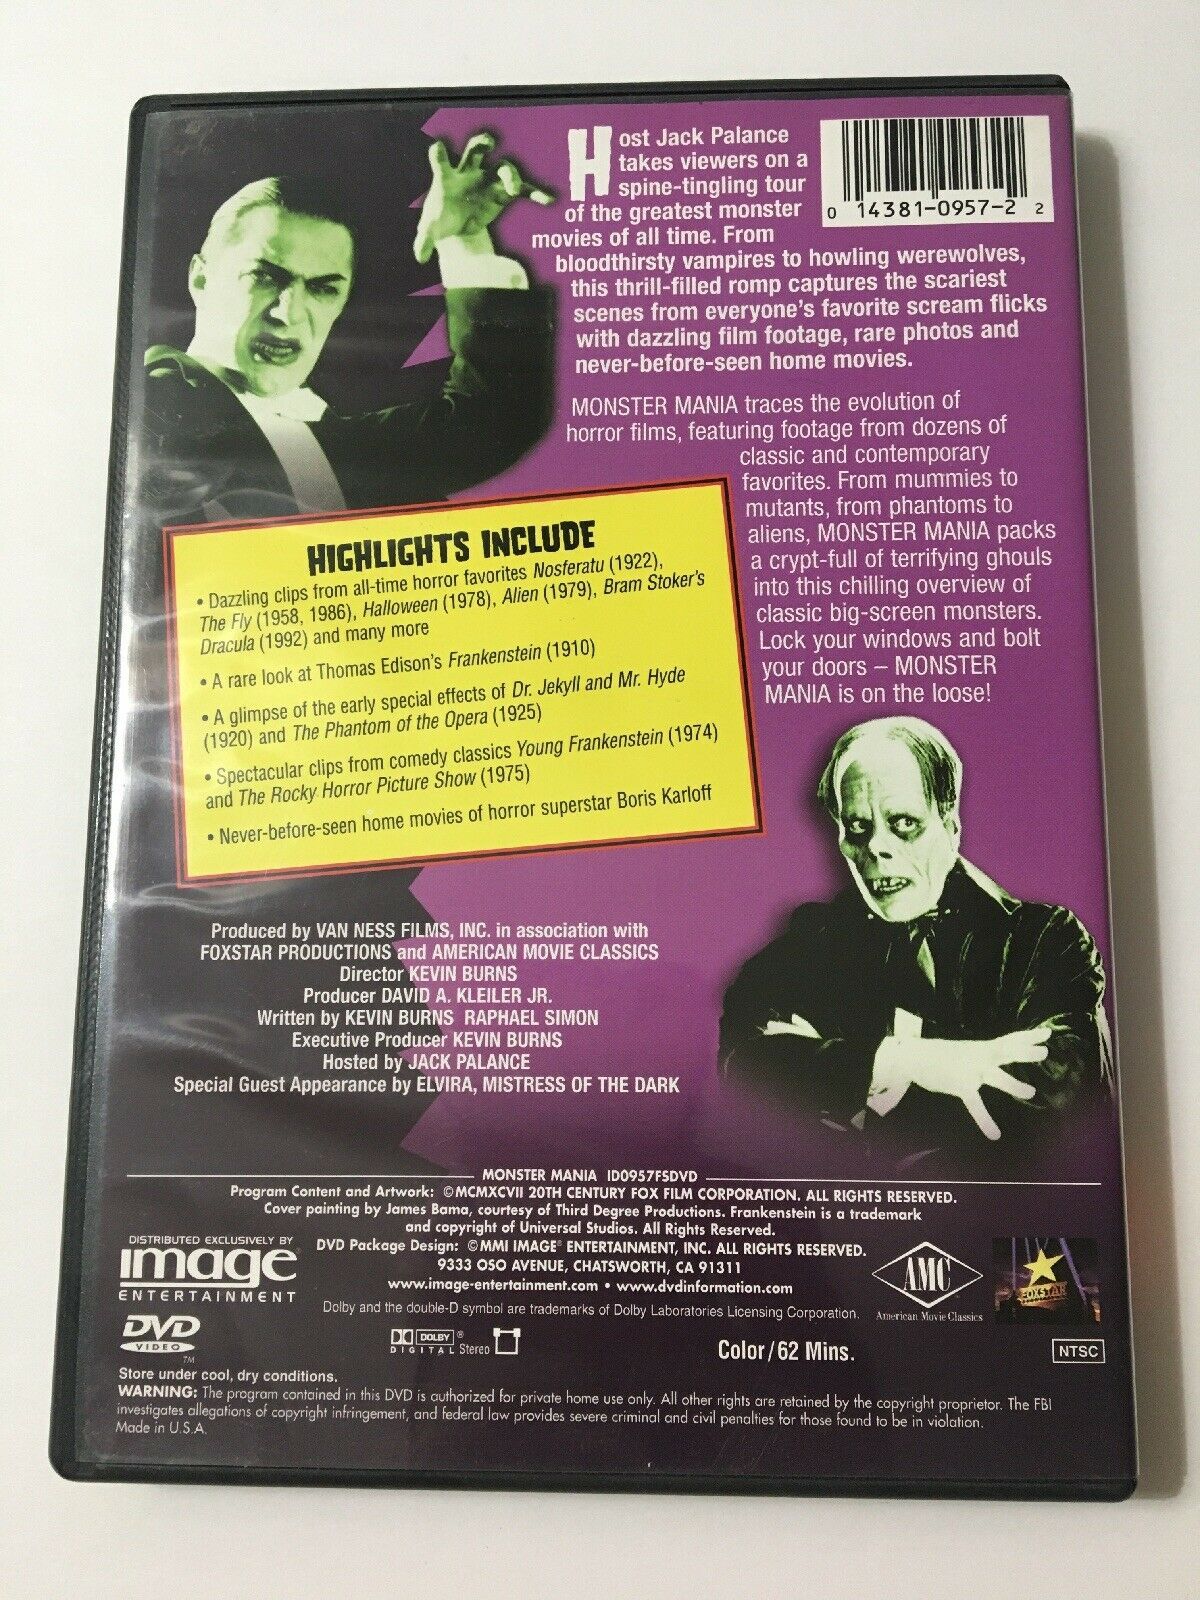 Host Jack Palance
takes viewers on a
spine-tingling tour
of the greatest monster
movies of all time. From
bloodthirsty vampires to howling werewolves,
this thrill-filled romp captures the scariest
scenes from everyone's favorite scream flicks
with dazzling film footage, rare photos and
never-before-seen home movies.
0 14381-0957-2 2
MONSTER MANIA traces the evolution of
horror films, featuring footage from dozens of
classic and contemporary
favorites. From mummies to
mutants, from phantoms to
aliens, MONSTER MANIA packs
a crypt-full of terrifying ghouls
into this chilling overview of
classic big-screen monsters.
Lock your windows and bolt
your doors – MONSTER
MANIA is on the loose!
HIGHLIGHTS INCLUDE
• Dazzling clips from all-time horror favorites Nosferatu (1922),
The Fly (1958, 1986), Halloween (1978), Alien (1979), Bram Stoker's
Dracula (1992) and many more
• A rare look at Thomas Edison's Frankenstein (1910)
• A glimpse of the early special effects of Dr. Jekyll and Mr. Hyde
(1920) and The Phantom of the Opera (1925)
• Spectacular clips from comedy classics Young Frankenstein (1974)
and The Rocky Horror Picture Show (1975)
• Never-before-seen home movies of horror superstar Boris Karloff
Produced by VAN NESS FILMS, INC. in association with
FOXSTAR PRODUCTIONS and AMERICAN MOVIE CLASSICS
Director KEVIN BURNS
Producer DAVID A. KLEILER JR.
Written by KEVIN BURNS RAPHAEL SIMON
Executive Producer KEVIN BURNS
Hosted by JACK PALANCE
Special Guest Appearance by ELVIRA, MISTRESS OF THE DARK
MONSTER MANIA ID0957FSDVD
Program Content and Artwork: ©MCMXCVII 20TH CENTURY FOX FILM CORPORATION. ALL RIGHTS RESERVED.
Cover painting by James Bama, courtesy of Third Degree Productions. Frankenstein is a trademark
and copyright of Universal Studios. All Rights Reserved.
DVD Package Design: ©MMI IMAGE® ENTERTAINMENT, INC. ALL RIGHTS RESERVED.
9333 OSO AVENUE, CHATSWORTH, CA 91311
www.image-entertainment.com • www.dvdinformation.com
Dolby and the double-D symbol are trademarks of Dolby Laboratories Licensing Corporation.
DISTRIBUTED EXCLUSIVELY BY
image
ENTERTAINMENT
AMC
American Movie Classics
FOXSTAR
DVD
VIDEO
TM
DOLBY ®
DIGITAL Stereo
Color/62 Mins.
NTSC
Store under cool, dry conditions.
WARNING: The program contained in this DVD is authorized for private home use only. All other rights are retained by the copyright proprietor. The FBI
investigates allegations of copyright infringement, and federal law provides severe criminal and civil penalties for those found to be in violation.
Made in U.S.A.